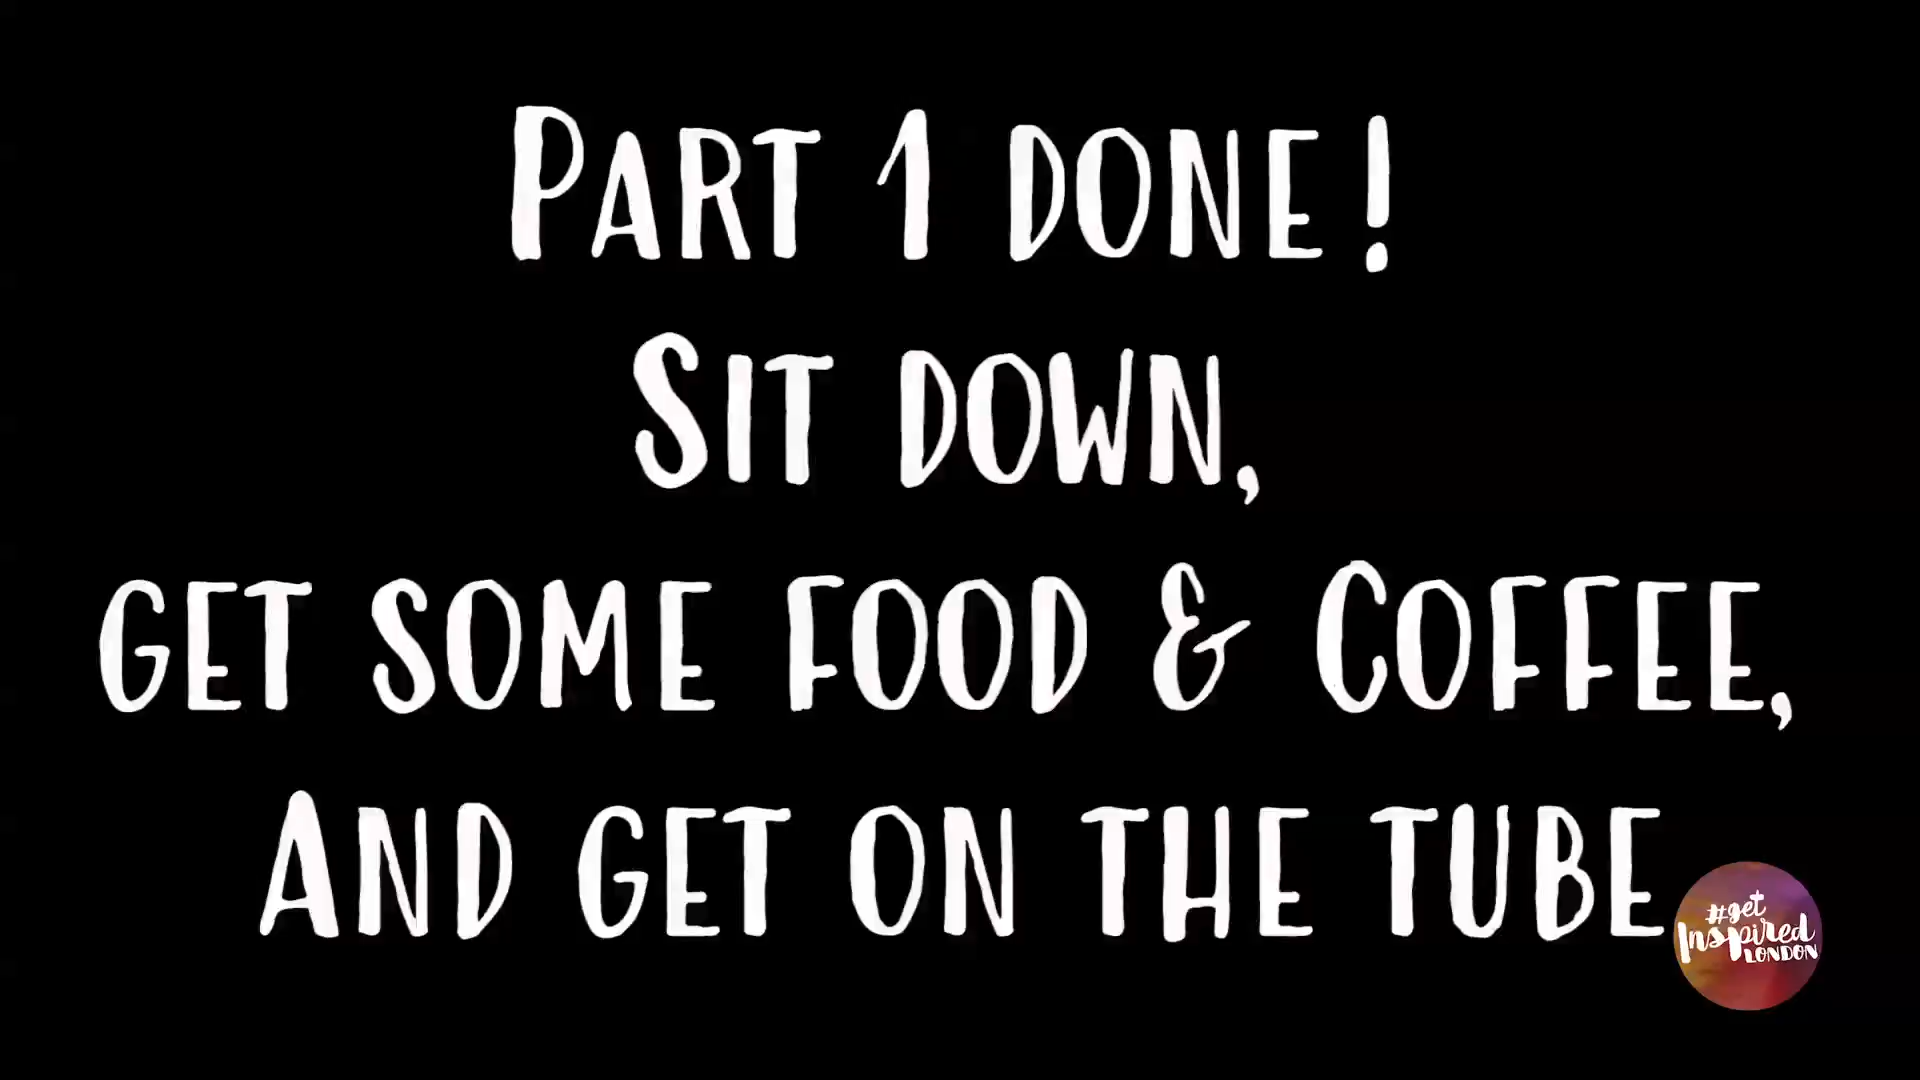 Part 1 done!
Sit down,
get some food & Coffee,
And get on the tube
#get
Inspired
LONDON